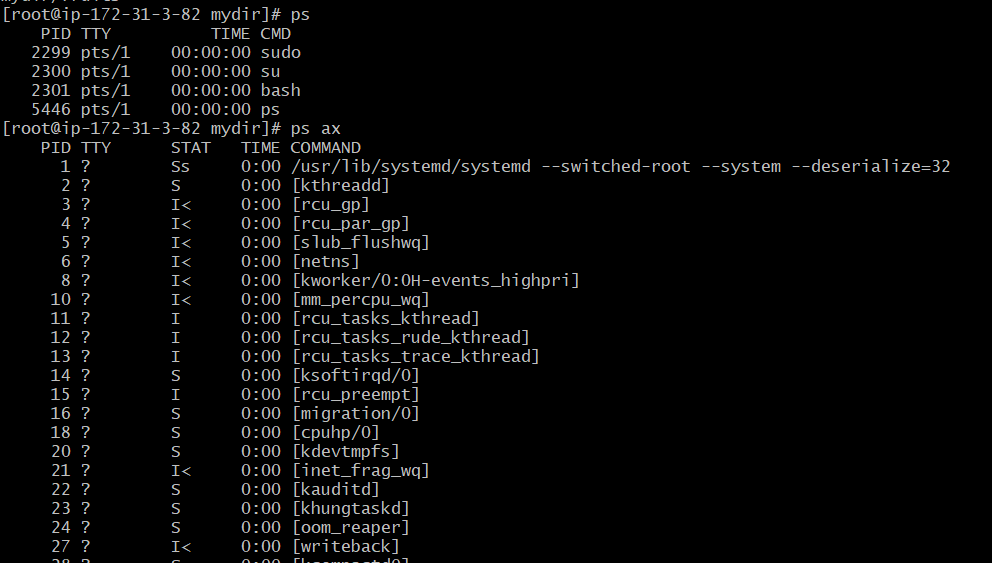 [root@ip-172-31-3-82 mydir]# ps
    PID TTY          TIME CMD
   2299 pts/1    00:00:00 sudo
   2300 pts/1    00:00:00 su
   2301 pts/1    00:00:00 bash
   5446 pts/1    00:00:00 ps
[root@ip-172-31-3-82 mydir]# ps ax
    PID TTY      STAT   TIME COMMAND
      1 ?        Ss     0:00 /usr/lib/systemd/systemd --switched-root --system --deserialize=32
      2 ?        S      0:00 [kthreadd]
      3 ?        I<     0:00 [rcu_gp]
      4 ?        I<     0:00 [rcu_par_gp]
      5 ?        I<     0:00 [slub_flushwq]
      6 ?        I<     0:00 [netns]
      8 ?        I<     0:00 [kworker/0:0H-events_highpri]
     10 ?        I<     0:00 [mm_percpu_wq]
     11 ?        I      0:00 [rcu_tasks_kthread]
     12 ?        I      0:00 [rcu_tasks_rude_kthread]
     13 ?        I      0:00 [rcu_tasks_trace_kthread]
     14 ?        S      0:00 [ksoftirqd/0]
     15 ?        I      0:00 [rcu_preempt]
     16 ?        S      0:00 [migration/0]
     18 ?        S      0:00 [cpuhp/0]
     20 ?        S      0:00 [kdevtmpfs]
     21 ?        I<     0:00 [inet_frag_wq]
     22 ?        S      0:00 [kauditd]
     23 ?        S      0:00 [khungtaskd]
     24 ?        S      0:00 [oom_reaper]
     27 ?        I<     0:00 [writeback]